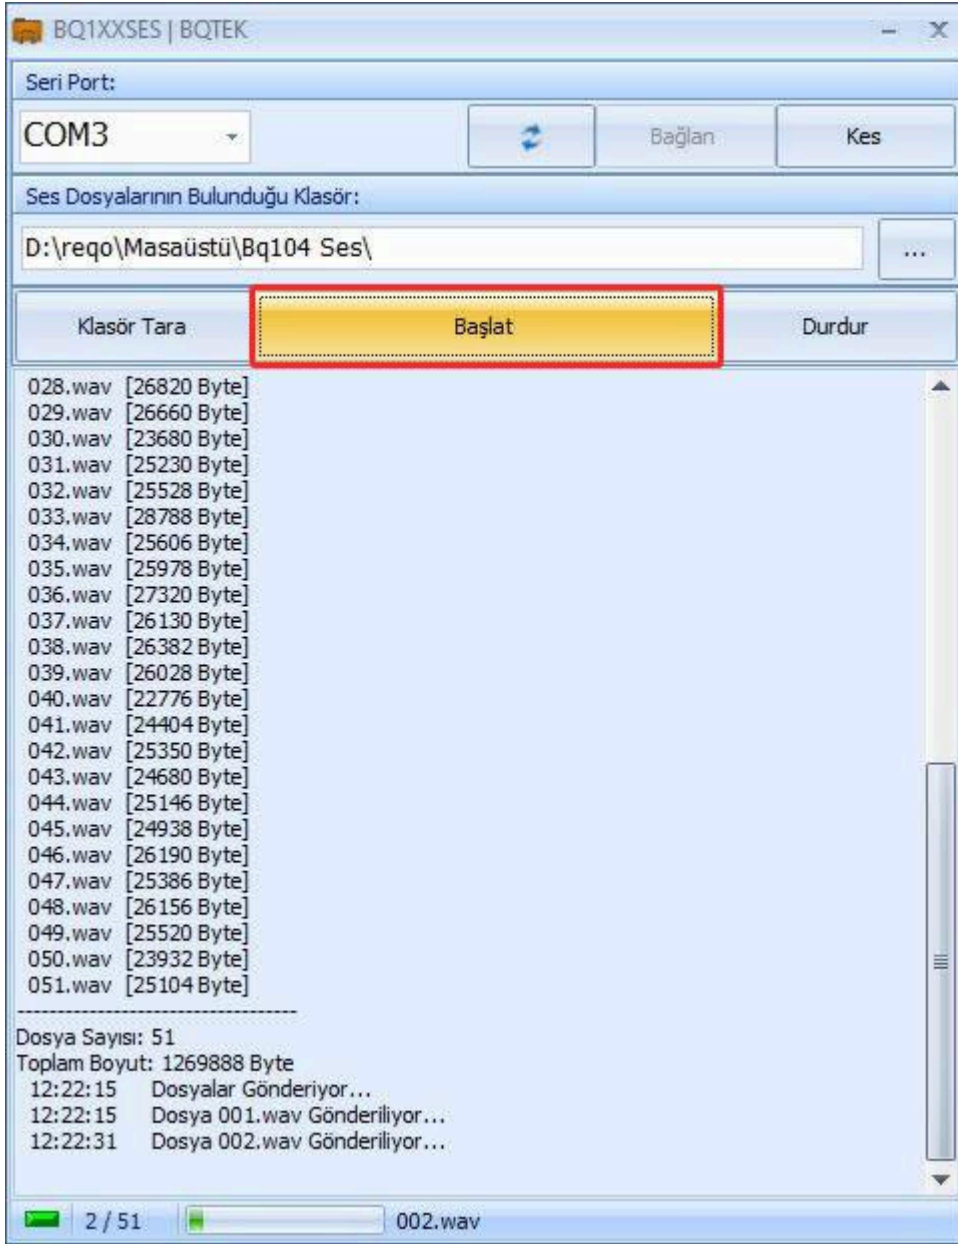 BQ1XXSES | BQTEK
Seri Port:
COM3
Bağlan
Kes
Ses Dosyalarının Bulunduğu Klasör:
D:\reqo\Masaüstü\Bq104 Ses\
...
Klasör Tara
Başlat
Durdur
028.wav [26820 Byte]
029.wav [26660 Byte]
030.wav [23680 Byte]
031.wav [25230 Byte]
032.wav [25528 Byte]
033.wav [28788 Byte]
034.wav [25606 Byte]
035.wav [25978 Byte]
036.wav [27320 Byte]
037.wav [26130 Byte]
038.wav [26382 Byte]
039.wav [26028 Byte]
040.wav [22776 Byte]
041.wav [24404 Byte]
042.wav [25350 Byte]
043.wav [24680 Byte]
044.wav [25146 Byte]
045.wav [24938 Byte]
046.wav [26190 Byte]
047.wav [25386 Byte]
048.wav [26156 Byte]
049.wav [25520 Byte]
050.wav [23932 Byte]
051.wav [25104 Byte]
-----------------------------------
Dosya Sayısı: 51
Toplam Boyut: 1269888 Byte
12:22:15 Dosyalar Gönderiyor...
12:22:15 Dosya 001.wav Gönderiliyor...
12:22:31 Dosya 002.wav Gönderiliyor...
2 / 51
002.wav